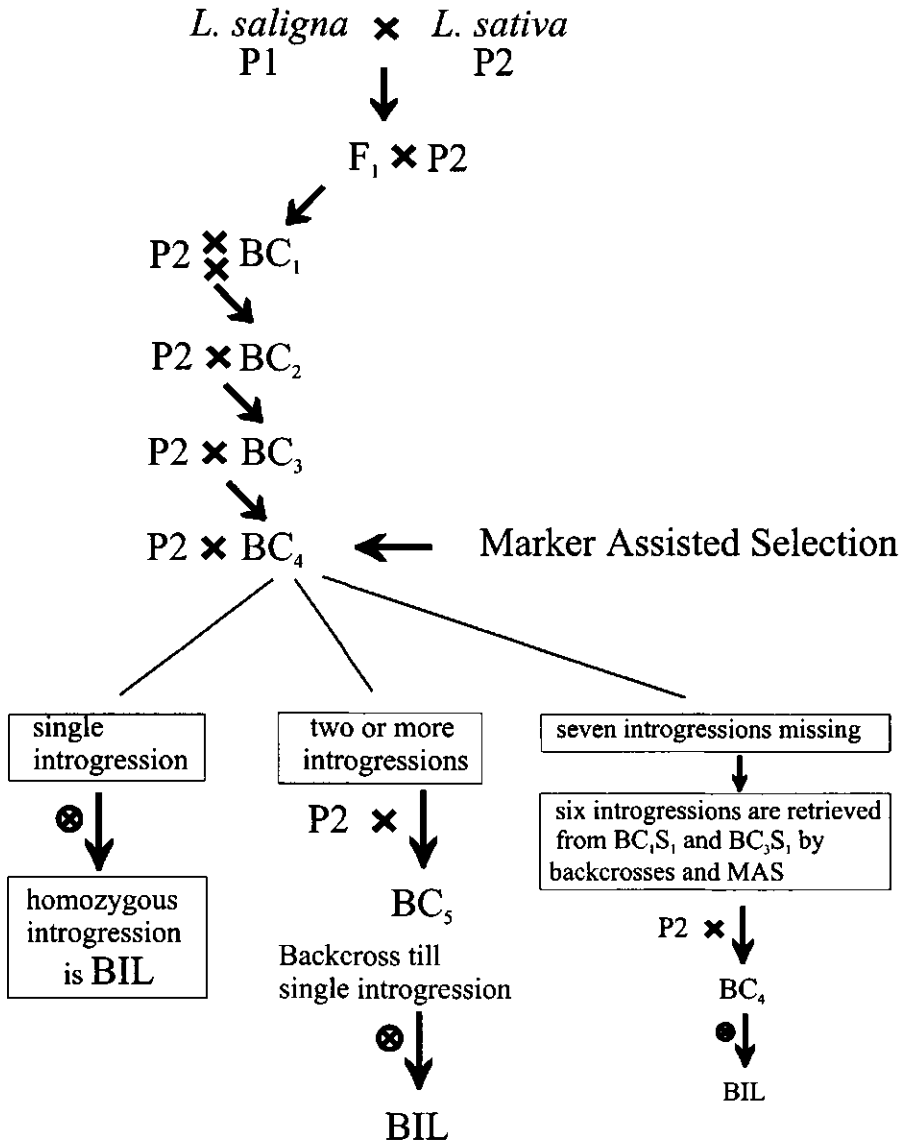 L. saligna × L. sativa
P1 P2
F₁ × P2
P2 × × BC₁
P2 × BC₂
P2 × BC₃
P2 × BC₄
Marker Assisted Selection
single
introgression
⊗
homozygous
introgression
is BIL
two or more
introgressions
P2 ×
BC₅
Backcross till
single introgression
⊗
BIL
seven introgressions missing
six introgressions are retrieved
from BC₁S₁ and BC₃S₁ by
backcrosses and MAS
P2 ×
BC₄
⊗
BIL